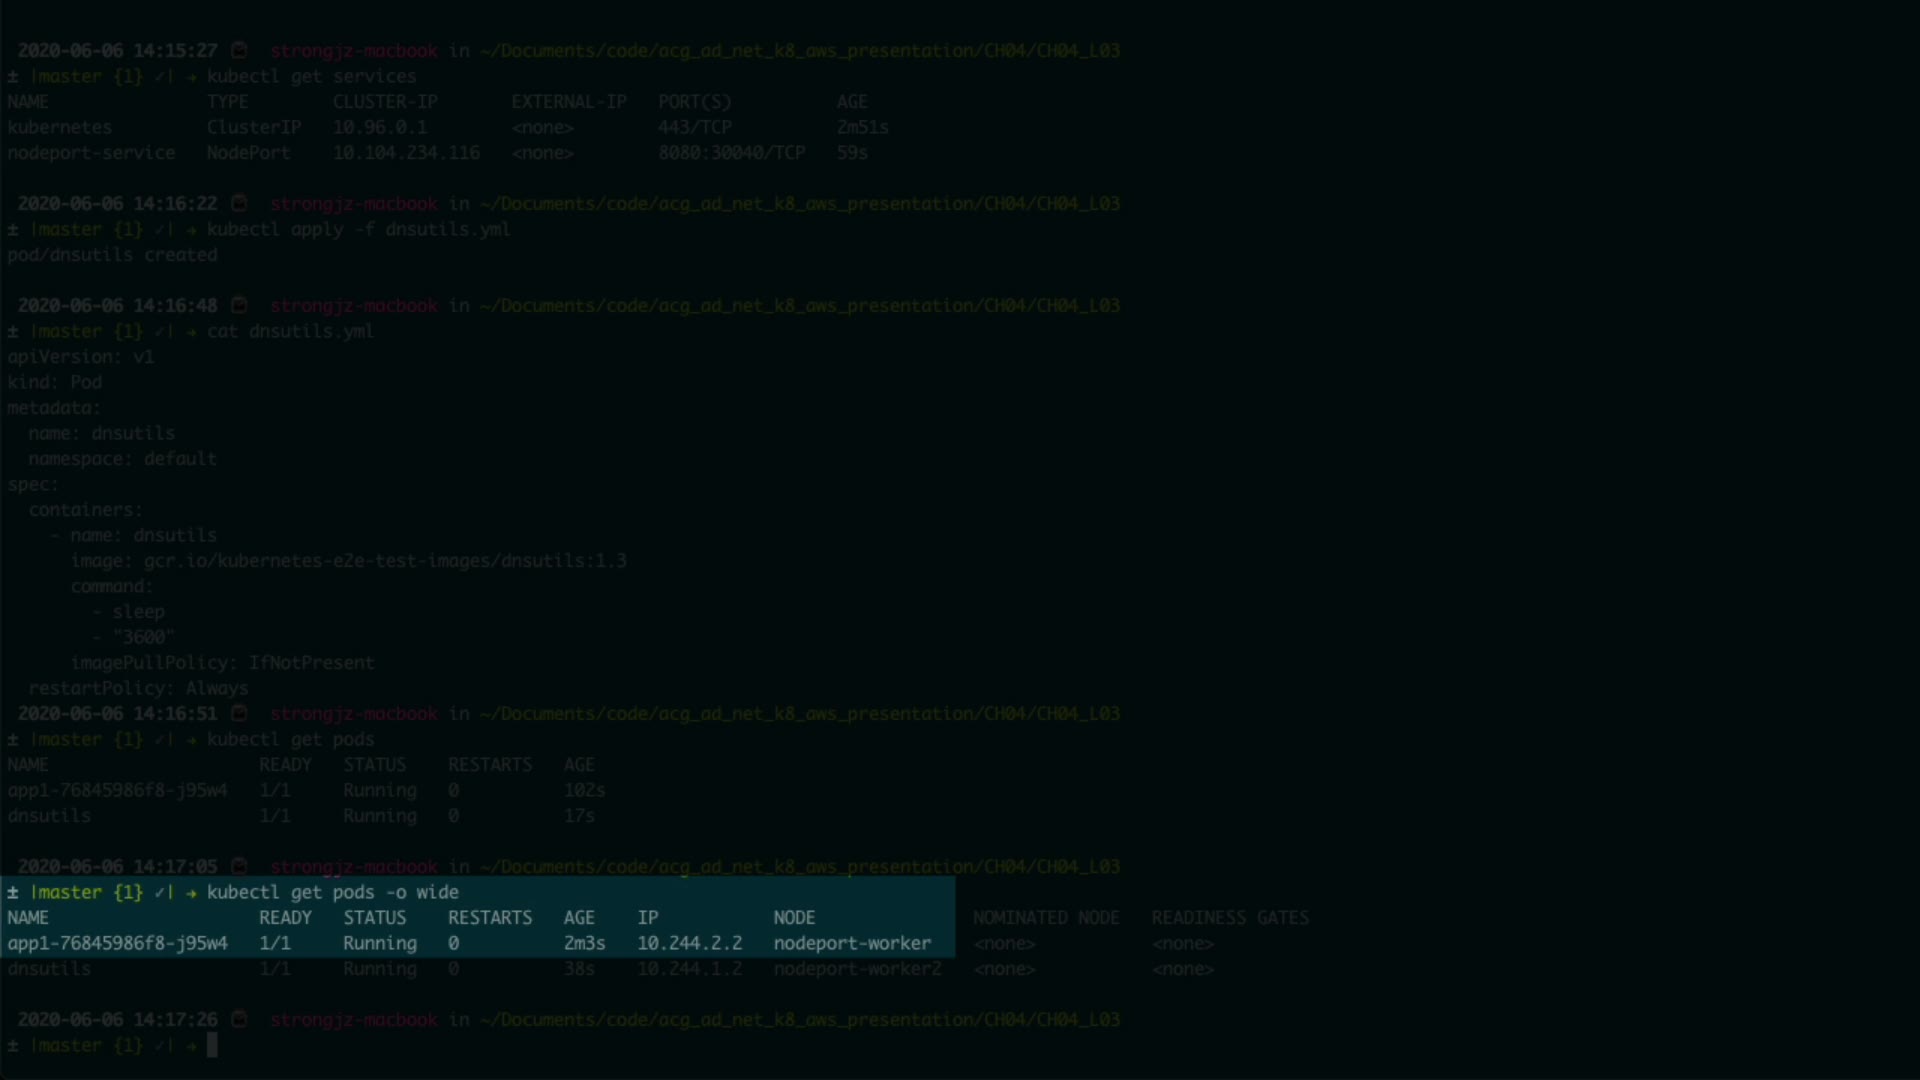 2020-06-06 14:15:27 strongjz-macbook in ~/Documents/code/acg_ad_net_k8_aws_presentation/CH04/CH04_L03
± |master {1} ✓| → kubectl get services
NAME TYPE CLUSTER-IP EXTERNAL-IP PORT(S) AGE
kubernetes ClusterIP 10.96.0.1 <none> 443/TCP 2m51s
nodeport-service NodePort 10.104.234.116 <none> 8080:30040/TCP 59s
2020-06-06 14:16:22 strongjz-macbook in ~/Documents/code/acg_ad_net_k8_aws_presentation/CH04/CH04_L03
± |master {1} ✓| → kubectl apply -f dnsutils.yml
pod/dnsutils created
2020-06-06 14:16:48 strongjz-macbook in ~/Documents/code/acg_ad_net_k8_aws_presentation/CH04/CH04_L03
± |master {1} ✓| → cat dnsutils.yml
apiVersion: v1
kind: Pod
metadata:
  name: dnsutils
  namespace: default
spec:
  containers:
    - name: dnsutils
      image: gcr.io/kubernetes-e2e-test-images/dnsutils:1.3
      command:
        - sleep
        - "3600"
      imagePullPolicy: IfNotPresent
  restartPolicy: Always
2020-06-06 14:16:51 strongjz-macbook in ~/Documents/code/acg_ad_net_k8_aws_presentation/CH04/CH04_L03
± |master {1} ✓| → kubectl get pods
NAME READY STATUS RESTARTS AGE
app1-76845986f8-j95w4 1/1 Running 0 102s
dnsutils 1/1 Running 0 17s
2020-06-06 14:17:05 strongjz-macbook in ~/Documents/code/acg_ad_net_k8_aws_presentation/CH04/CH04_L03
± |master {1} ✓| → kubectl get pods -o wide
NAME READY STATUS RESTARTS AGE IP NODE NOMINATED NODE READINESS GATES
app1-76845986f8-j95w4 1/1 Running 0 2m3s 10.244.2.2 nodeport-worker <none> <none>
dnsutils 1/1 Running 0 38s 10.244.1.2 nodeport-worker2 <none> <none>
2020-06-06 14:17:26 strongjz-macbook in ~/Documents/code/acg_ad_net_k8_aws_presentation/CH04/CH04_L03
± |master {1} ✓| →